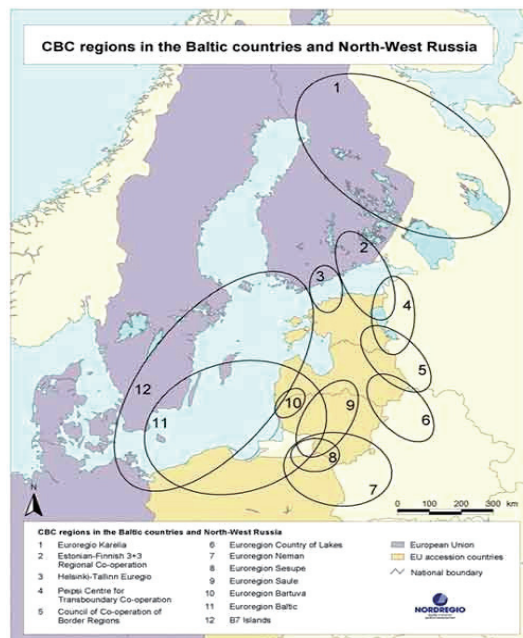 CBC regions in the Baltic countries and North-West Russia
1
2
3
4
5
6
7
8
9
10
11
12
N
0 100 200 300 km
CBC regions in the Baltic countries and North-West Russia
1 Euroregio Karelia
2 Estonian-Finnish 3+3
Regional Co-operation
3 Helsinki-Tallinn Euregio
4 Peipsi Centre for
Transboundary Co-operation
5 Council of Co-operation of
Border Regions
6 Euroregion Country of Lakes
7 Euroregion Neman
8 Euroregion Sesupe
9 Euroregion Saule
10 Euroregion Bartuva
11 Euroregion Baltic
12 B7 Islands
European Union
EU accession countries
National boundary
NORDREGIO